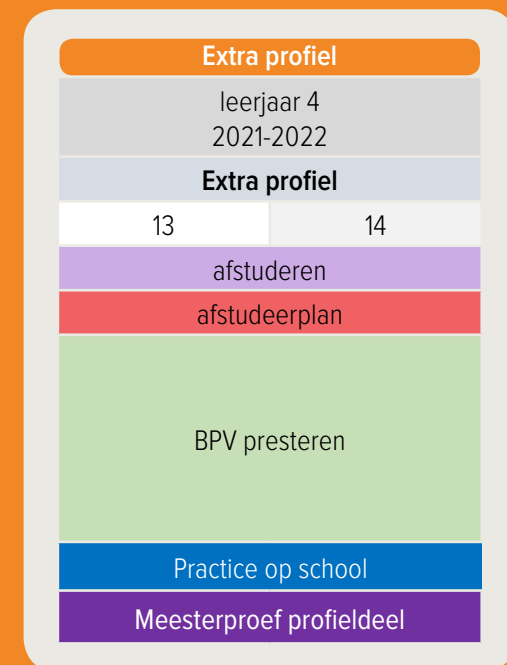 Extra profiel
leerjaar 4
2021-2022
Extra profiel
13 14
afstuderen
afstudeerplan
BPV presteren
Practice op school
Meesterproef profieldeel